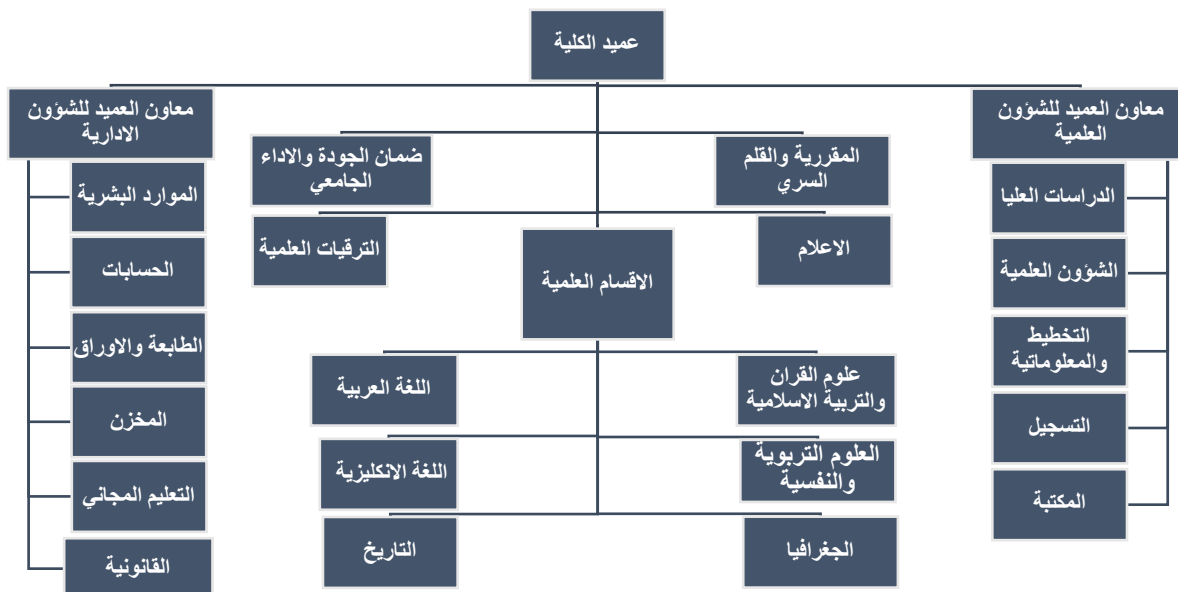 عميد الكلية
معاون العميد للشؤون
العلمية
الدراسات العليا
الشؤون العلمية
التخطيط
والمعلوماتية
التسجيل
المكتبة
المقررية والقلم
السري
ضمان الجودة والاداء
الجامعي
الاعلام
الترقيات العلمية
الاقسام العلمية
علوم القران
والتربية الاسلامية
اللغة العربية
العلوم التربوية
والنفسية
اللغة الانكليزية
الجغرافيا
التاريخ
معاون العميد للشؤون
الادارية
الموارد البشرية
الحسابات
الطابعة والاوراق
المخزن
التعليم المجاني
القانونية